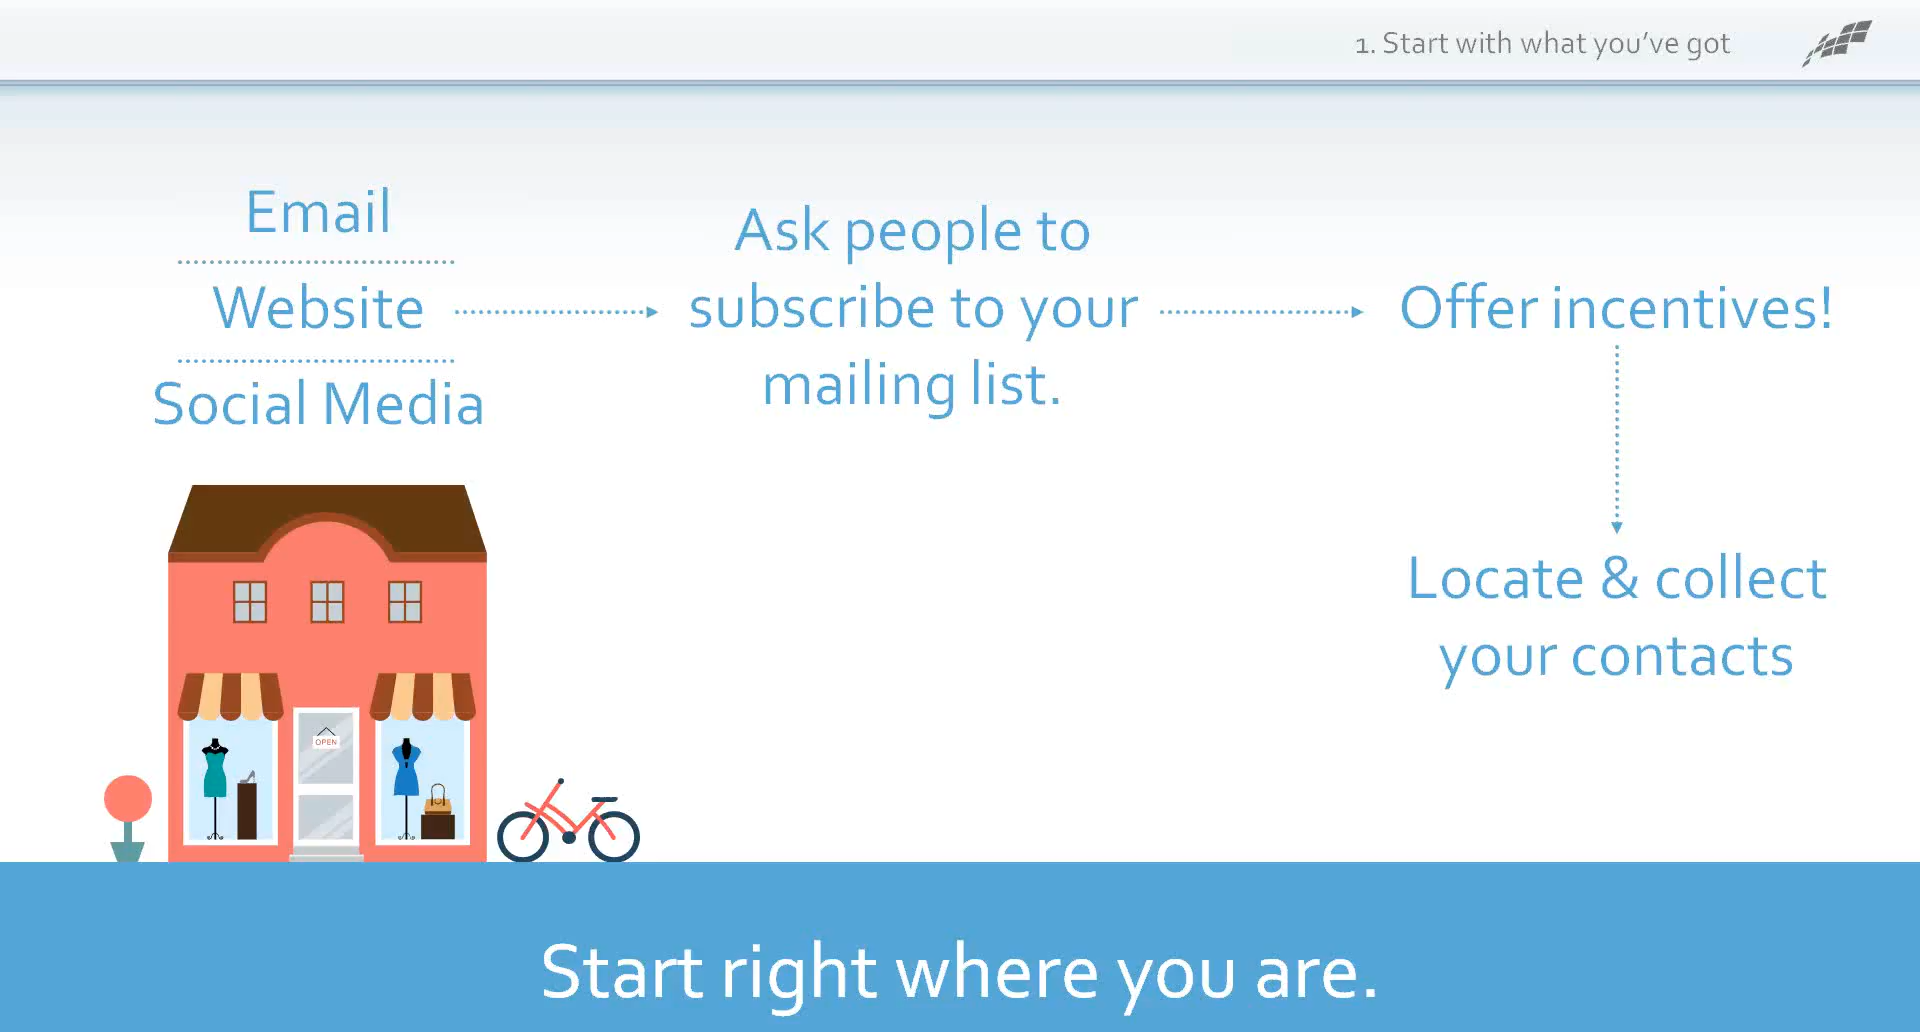 1. Start with what you’ve got
Email
Website
Social Media
Ask people to
subscribe to your
mailing list.
Offer incentives!
Locate & collect
your contacts
OPEN
Start right where you are.